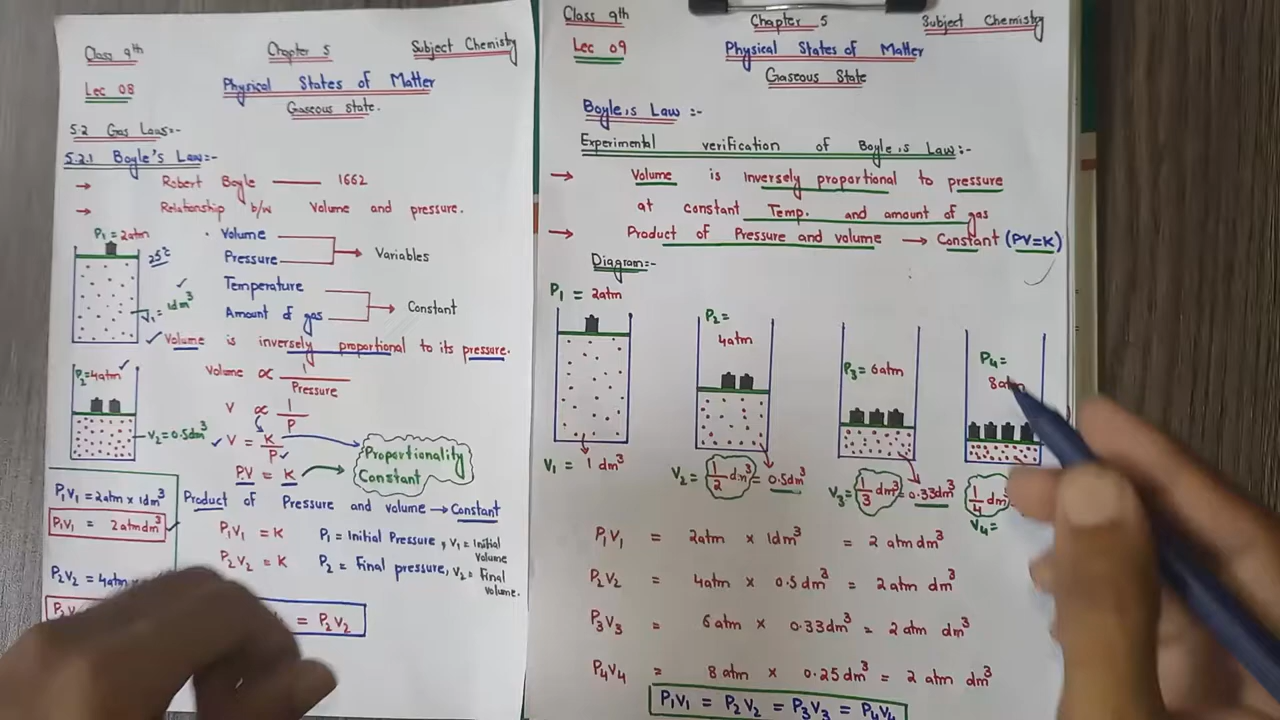 Class 9th Chapter 5 Subject Chemistry
Lec 08 Physical States of Matter
Gaseous State.
5.2 Gas Laws:-
5.2.1 Boyle's Law:-
→ Robert Boyle — 1662
→ Relationship b/w Volume and pressure.
P₁ = 2atm
25°C
V₁ = 1dm³
Volume
Pressure → Variables
Temperature
Amount of gas → Constant
Volume is inversely proportional to its pressure.
P₂=4atm
V₂=0.5dm³
Volume ∝ 1/Pressure
V ∝ 1/P
V = K/P
PV = K
Proportionality
Constant
Product of Pressure and volume → Constant
P₁V₁ = 2atm x 1dm³
P₁V₁ = 2atmdm³
P₂V₂ = 4atm
P₁V₁ = K P₁ = Initial Pressure, V₁ = Initial Volume
P₂V₂ = K P₂ = Final pressure, V₂ = Final Volume.
= P₂V₂
Class 9th Chapter 5 Subject Chemistry
Lec 09 Physical States of Matter
Gaseous State
Boyle,s Law :-
Experimental verification of Boyle,s Law:-
→ Volume is Inversely proportional to pressure
at constant Temp. and amount of gas
→ Product of Pressure and volume → Constant (PV=K)
Diagram:-
P₁ = 2atm
P₂=
4atm
P₃=6atm
P₄=
V₁ = 1 dm³
V₂= 1/2 dm³ = 0.5dm³
V₃= 1/3 dm³ = 0.33dm³
1/4 dm³
V₄=
P₁V₁ = 2atm × 1dm³ = 2 atm dm³
P₂V₂ = 4atm × 0.5 dm³ = 2atm dm³
P₃V₃ = 6atm × 0.33dm³ = 2 atm dm³
P₄V₄ = 8 atm × 0.25 dm³ = 2 atm dm³
P₁V₁ = P₂V₂ = P₃V₃ = P₄V₄